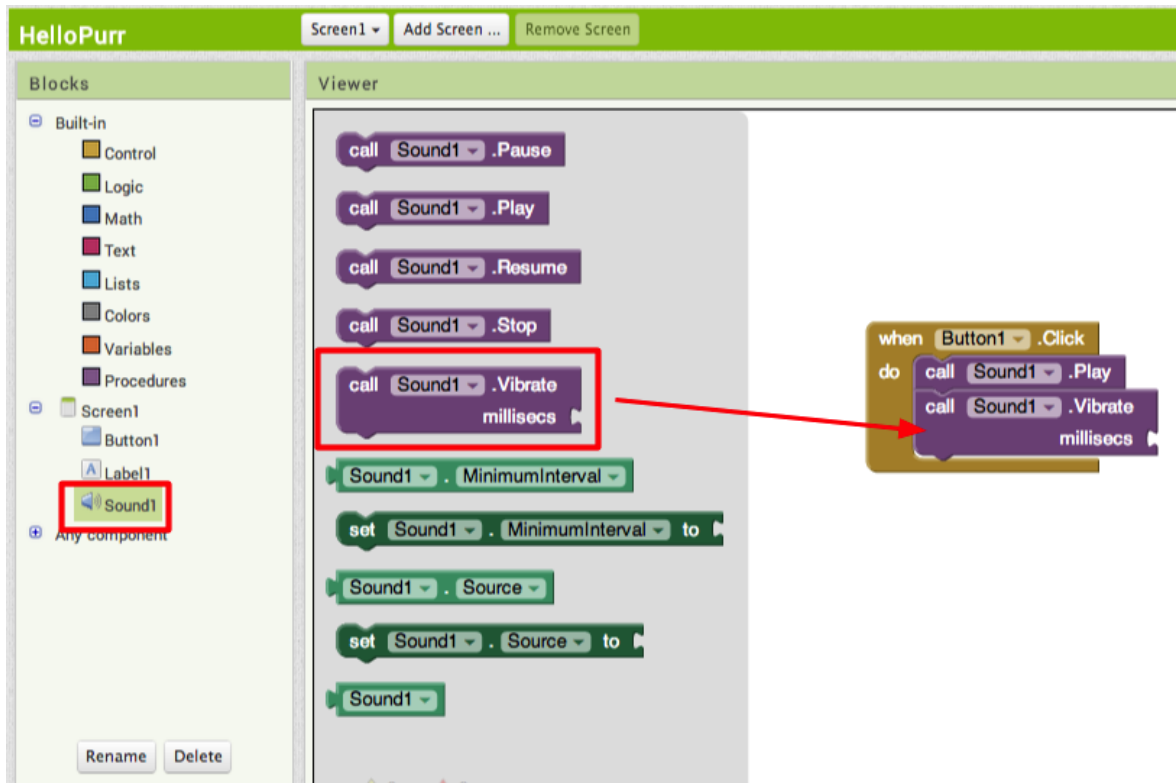 HelloPurr
Screen1
Add Screen ...
Remove Screen
Blocks
Built-in
Control
Logic
Math
Text
Lists
Colors
Variables
Procedures
Screen1
Button1
A Label1
Sound1
Any component
Rename Delete
Viewer
call Sound1 .Pause
call Sound1 .Play
call Sound1 .Resume
call Sound1 .Stop
call Sound1 .Vibrate
millisecs
Sound1 . MinimumInterval
set Sound1 . MinimumInterval to
Sound1 . Source
set Sound1 . Source to
Sound1
when Button1 .Click
do call Sound1 .Play
call Sound1 .Vibrate
millisecs